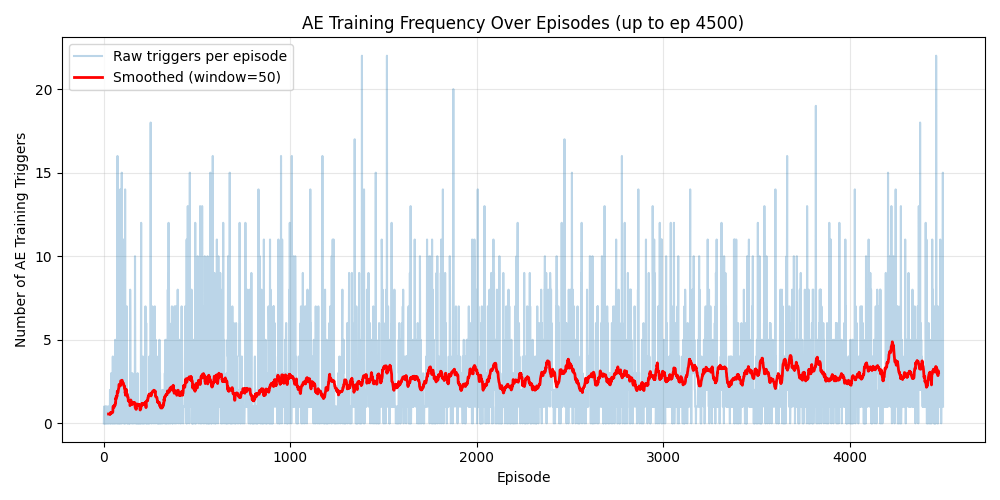 AE Training Frequency Over Episodes (up to ep 4500)
Raw triggers per episode
Smoothed (window=50)
Number of AE Training Triggers
20
15
10
5
0
0 1000 2000 3000 4000
Episode